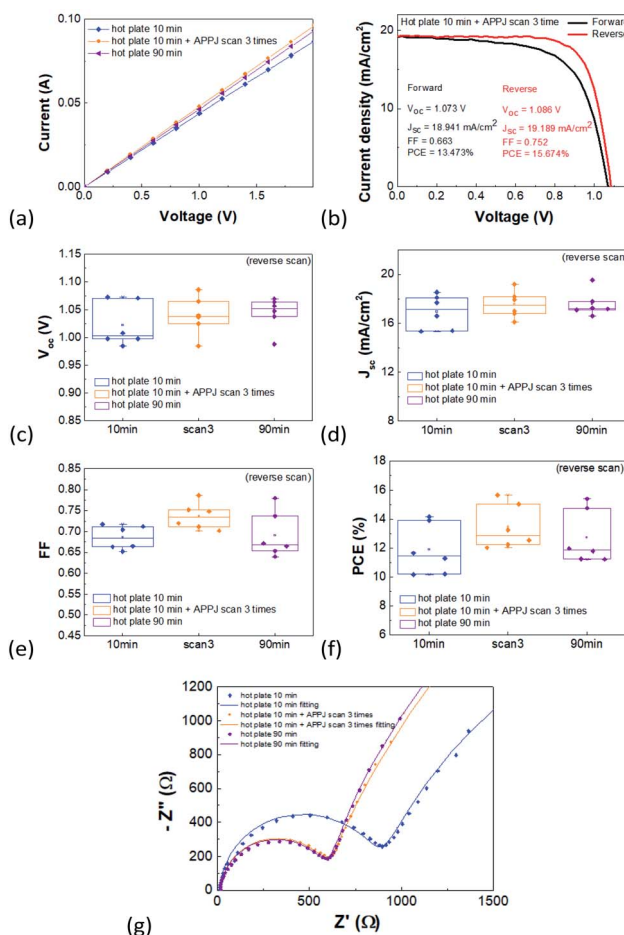 hot plate 10 min
hot plate 10 min + APPJ scan 3 times
hot plate 90 min
Current (A)
0.10
0.05
0.00
0.0 0.4 0.8 1.2 1.6
Voltage (V)
(a)
Hot plate 10 min + APPJ scan 3 time
Forward
Reverse
Forward Reverse
V_OC = 1.073 V V_OC = 1.086 V
J_SC = 18.941 mA/cm² J_SC = 19.189 mA/cm²
FF = 0.663 FF = 0.752
PCE = 13.473% PCE = 15.674%
Current density (mA/cm²)
20
10
0
0.0 0.2 0.4 0.6 0.8 1.0
Voltage (V)
(b)
(reverse scan)
V_oc (V)
1.15
1.10
1.05
1.00
0.95
0.90
0.85
hot plate 10 min
hot plate 10 min + APPJ scan 3 times
hot plate 90 min
10min scan3 90min
(c)
(reverse scan)
J_sc (mA/cm²)
22
20
18
16
14
12
10
hot plate 10 min
hot plate 10 min + APPJ scan 3 times
hot plate 90 min
10min scan3 90min
(d)
(reverse scan)
FF
0.85
0.80
0.75
0.70
0.65
0.60
0.55
0.50
0.45
hot plate 10 min
hot plate 10 min + APPJ scan 3 times
hot plate 90 min
10min scan3 90min
(e)
(reverse scan)
PCE (%)
18
16
14
12
10
8
6
hot plate 10 min
hot plate 10 min + APPJ scan 3 times
hot plate 90 min
10min scan3 90min
(f)
hot plate 10 min
hot plate 10 min fitting
hot plate 10 min + APPJ scan 3 times
hot plate 10 min + APPJ scan 3 times fitting
hot plate 90 min
hot plate 90 min fitting
- Z'' (Ω)
1200
1000
800
600
400
200
0
0 500 1000 1500
Z' (Ω)
(g)